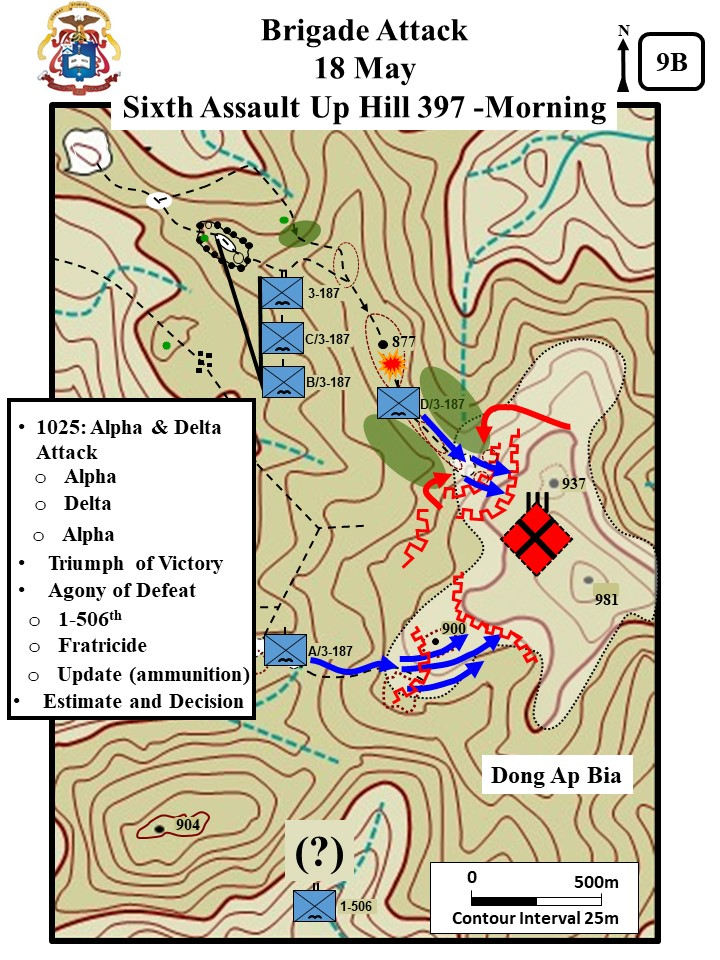 Brigade Attack
18 May
Sixth Assault Up Hill 397 -Morning
N
9B
3-187
C/3-187
B/3-187
877
D/3-187
937
981
900
A/3-187
• 1025: Alpha & Delta
Attack
o Alpha
o Delta
o Alpha
• Triumph of Victory
• Agony of Defeat
o 1-506th
o Fratricide
o Update (ammunition)
• Estimate and Decision
Dong Ap Bia
904
(?)
1-506
0 500m
Contour Interval 25m